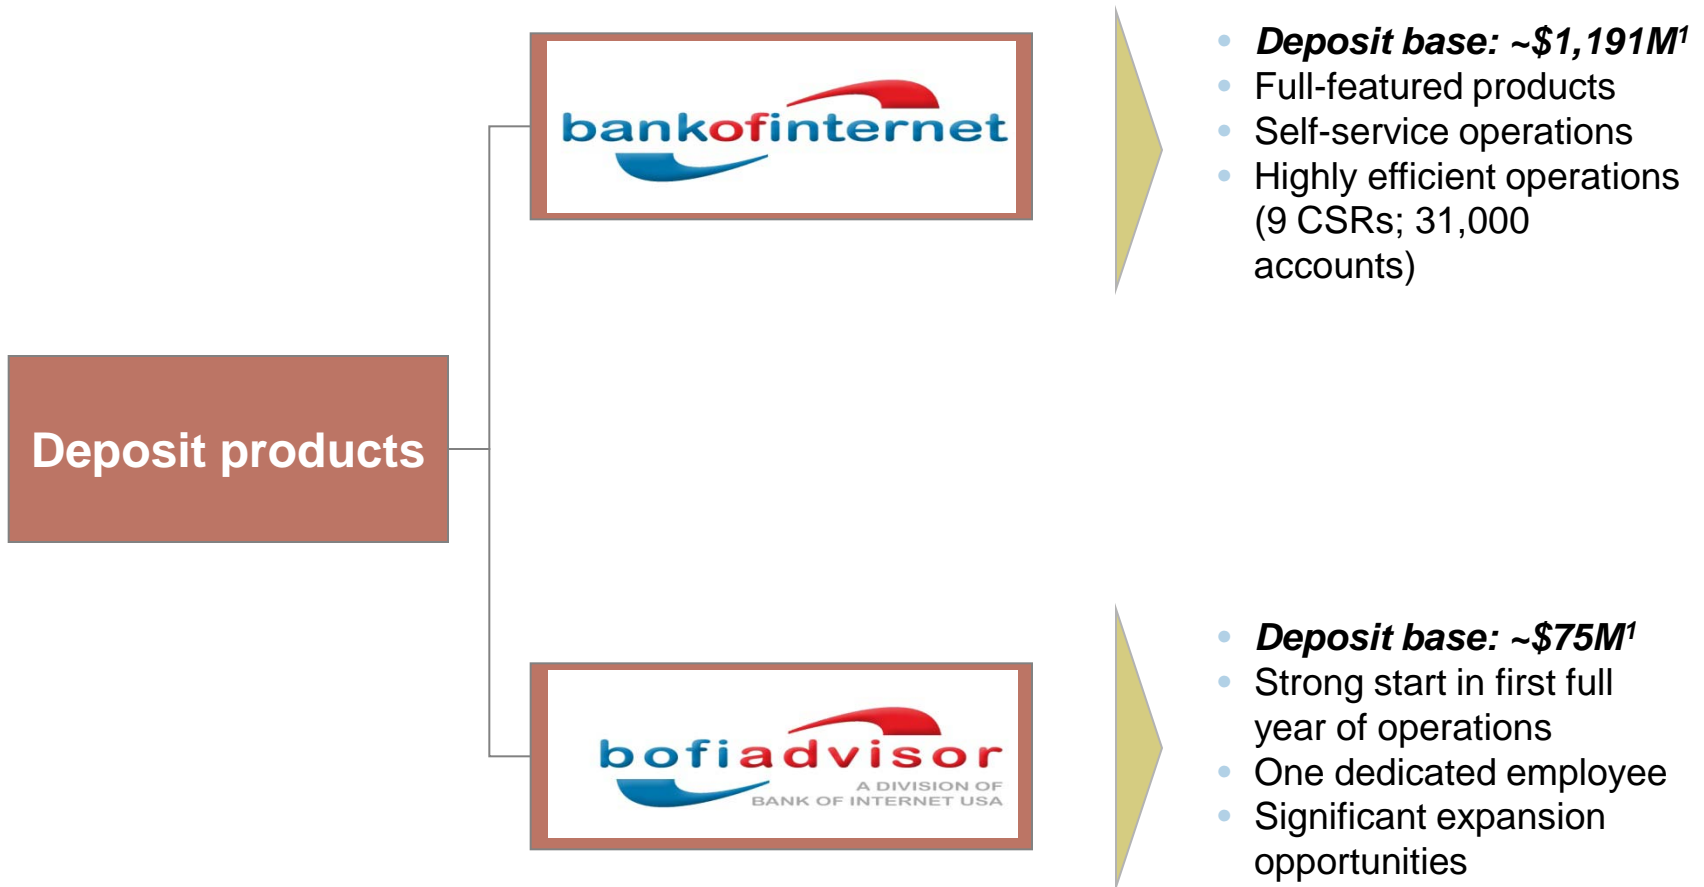 Deposit products
bankofinternet
• Deposit base: ~$1,191M¹
• Full-featured products
• Self-service operations
• Highly efficient operations
(9 CSRs; 31,000
accounts)
bofiadvisor
A DIVISION OF
BANK OF INTERNET USA
• Deposit base: ~$75M¹
• Strong start in first full
year of operations
• One dedicated employee
• Significant expansion
opportunities